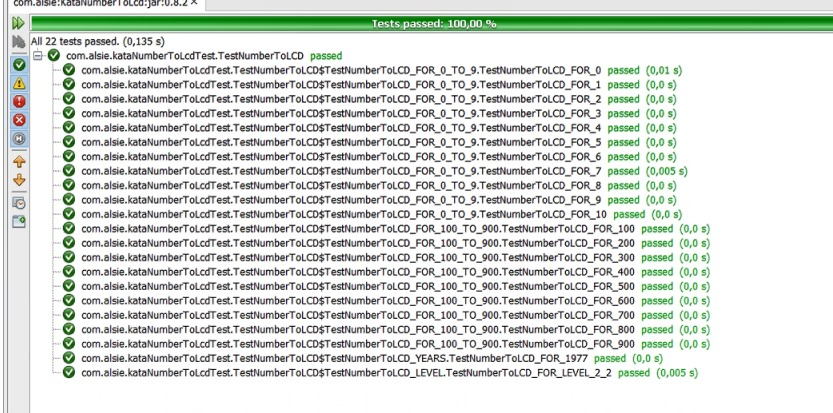 com.alsie:kataNumberToLcd:jar:0.8.2 ×
Tests passed: 100,00 %
All 22 tests passed. (0,135 s)
com.alsie.kataNumberToLcdTest.TestNumberToLCD passed
com.alsie.kataNumberToLcdTest.TestNumberToLCD$TestNumberToLCD_FOR_0_TO_9.TestNumberToLCD_FOR_0 passed (0,01 s)
com.alsie.kataNumberToLcdTest.TestNumberToLCD$TestNumberToLCD_FOR_0_TO_9.TestNumberToLCD_FOR_1 passed (0,0 s)
com.alsie.kataNumberToLcdTest.TestNumberToLCD$TestNumberToLCD_FOR_0_TO_9.TestNumberToLCD_FOR_2 passed (0,0 s)
com.alsie.kataNumberToLcdTest.TestNumberToLCD$TestNumberToLCD_FOR_0_TO_9.TestNumberToLCD_FOR_3 passed (0,0 s)
com.alsie.kataNumberToLcdTest.TestNumberToLCD$TestNumberToLCD_FOR_0_TO_9.TestNumberToLCD_FOR_4 passed (0,0 s)
com.alsie.kataNumberToLcdTest.TestNumberToLCD$TestNumberToLCD_FOR_0_TO_9.TestNumberToLCD_FOR_5 passed (0,0 s)
com.alsie.kataNumberToLcdTest.TestNumberToLCD$TestNumberToLCD_FOR_0_TO_9.TestNumberToLCD_FOR_6 passed (0,0 s)
com.alsie.kataNumberToLcdTest.TestNumberToLCD$TestNumberToLCD_FOR_0_TO_9.TestNumberToLCD_FOR_7 passed (0,005 s)
com.alsie.kataNumberToLcdTest.TestNumberToLCD$TestNumberToLCD_FOR_0_TO_9.TestNumberToLCD_FOR_8 passed (0,0 s)
com.alsie.kataNumberToLcdTest.TestNumberToLCD$TestNumberToLCD_FOR_0_TO_9.TestNumberToLCD_FOR_9 passed (0,0 s)
com.alsie.kataNumberToLcdTest.TestNumberToLCD$TestNumberToLCD_FOR_0_TO_9.TestNumberToLCD_FOR_10 passed (0,0 s)
com.alsie.kataNumberToLcdTest.TestNumberToLCD$TestNumberToLCD_FOR_100_TO_900.TestNumberToLCD_FOR_100 passed (0,0 s)
com.alsie.kataNumberToLcdTest.TestNumberToLCD$TestNumberToLCD_FOR_100_TO_900.TestNumberToLCD_FOR_200 passed (0,0 s)
com.alsie.kataNumberToLcdTest.TestNumberToLCD$TestNumberToLCD_FOR_100_TO_900.TestNumberToLCD_FOR_300 passed (0,0 s)
com.alsie.kataNumberToLcdTest.TestNumberToLCD$TestNumberToLCD_FOR_100_TO_900.TestNumberToLCD_FOR_400 passed (0,0 s)
com.alsie.kataNumberToLcdTest.TestNumberToLCD$TestNumberToLCD_FOR_100_TO_900.TestNumberToLCD_FOR_500 passed (0,0 s)
com.alsie.kataNumberToLcdTest.TestNumberToLCD$TestNumberToLCD_FOR_100_TO_900.TestNumberToLCD_FOR_600 passed (0,0 s)
com.alsie.kataNumberToLcdTest.TestNumberToLCD$TestNumberToLCD_FOR_100_TO_900.TestNumberToLCD_FOR_700 passed (0,0 s)
com.alsie.kataNumberToLcdTest.TestNumberToLCD$TestNumberToLCD_FOR_100_TO_900.TestNumberToLCD_FOR_800 passed (0,0 s)
com.alsie.kataNumberToLcdTest.TestNumberToLCD$TestNumberToLCD_FOR_100_TO_900.TestNumberToLCD_FOR_900 passed (0,0 s)
com.alsie.kataNumberToLcdTest.TestNumberToLCD$TestNumberToLCD_YEARS.TestNumberToLCD_FOR_1977 passed (0,0 s)
com.alsie.kataNumberToLcdTest.TestNumberToLCD$TestNumberToLCD_LEVEL.TestNumberToLCD_FOR_LEVEL_2_2 passed (0,005 s)